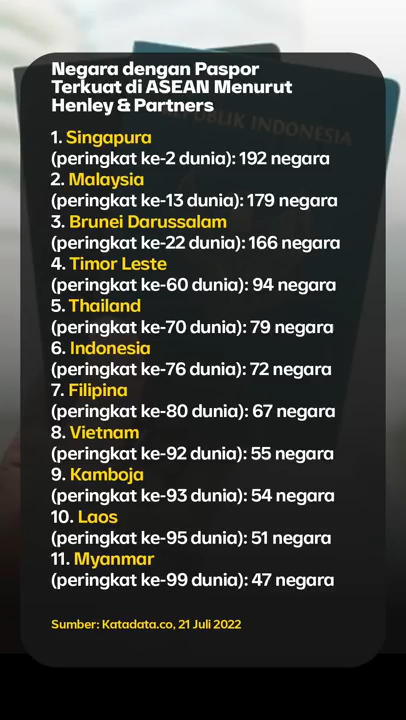 Negara dengan Paspor
Terkuat di ASEAN Menurut
Henley & Partners
REPUBLIK INDONESIA
1. Singapura
(peringkat ke-2 dunia): 192 negara
2. Malaysia
(peringkat ke-13 dunia): 179 negara
3. Brunei Darussalam
(peringkat ke-22 dunia): 166 negara
4. Timor Leste
(peringkat ke-60 dunia): 94 negara
5. Thailand
(peringkat ke-70 dunia): 79 negara
6. Indonesia
(peringkat ke-76 dunia): 72 negara
7. Filipina
(peringkat ke-80 dunia): 67 negara
8. Vietnam
(peringkat ke-92 dunia): 55 negara
9. Kamboja
(peringkat ke-93 dunia): 54 negara
10. Laos
(peringkat ke-95 dunia): 51 negara
11. Myanmar
(peringkat ke-99 dunia): 47 negara
Sumber: Katadata.co, 21 Juli 2022